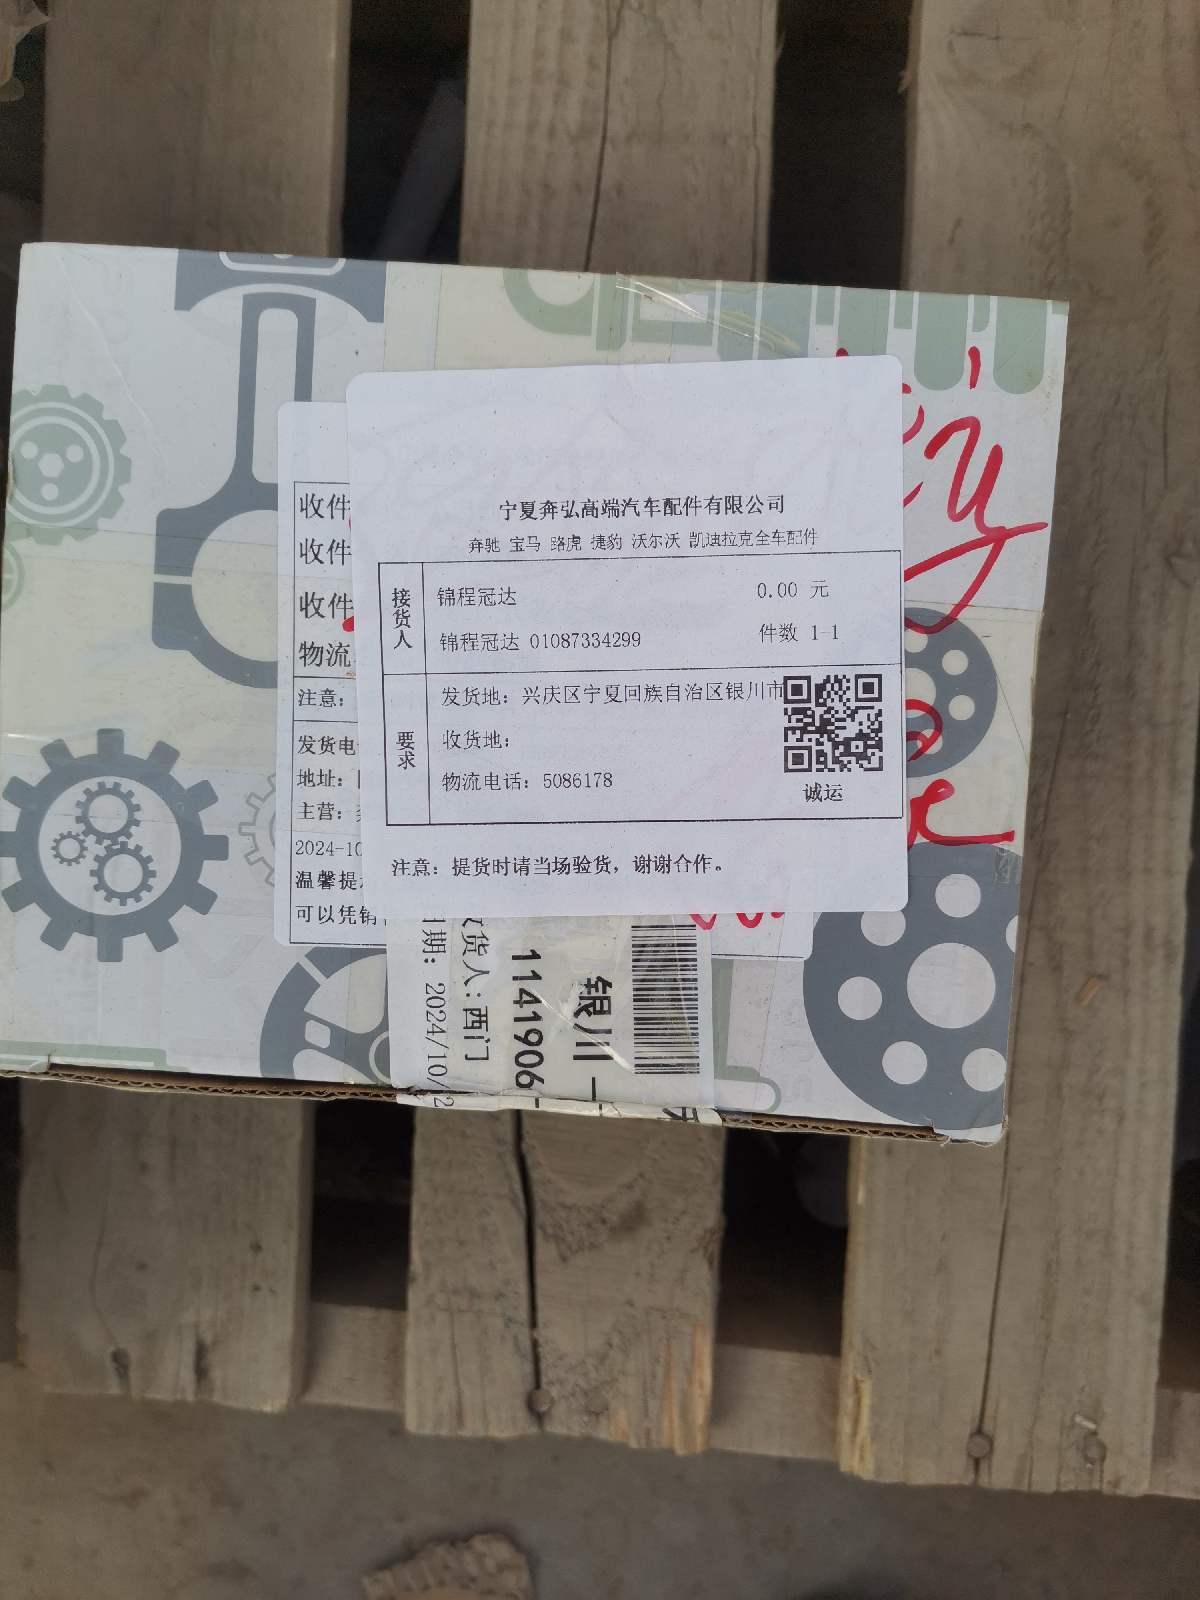 宁夏奔弘高端汽车配件有限公司
奔驰 宝马 路虎 捷豹 沃尔沃 凯迪拉克全车配件
接货人
锦程冠达 0.00 元
锦程冠达 01087334299 件数 1-1
要求
发货地：兴庆区宁夏回族自治区银川市
收货地：
物流电话：5086178
诚运
注意：提货时请当场验货，谢谢合作。
收件
收件
收件
物流
注意：
发货电
地址：
主营：
2024-10
温馨提
可以凭销
银川 一
1141906-
货人：西门
期：2024/10/2